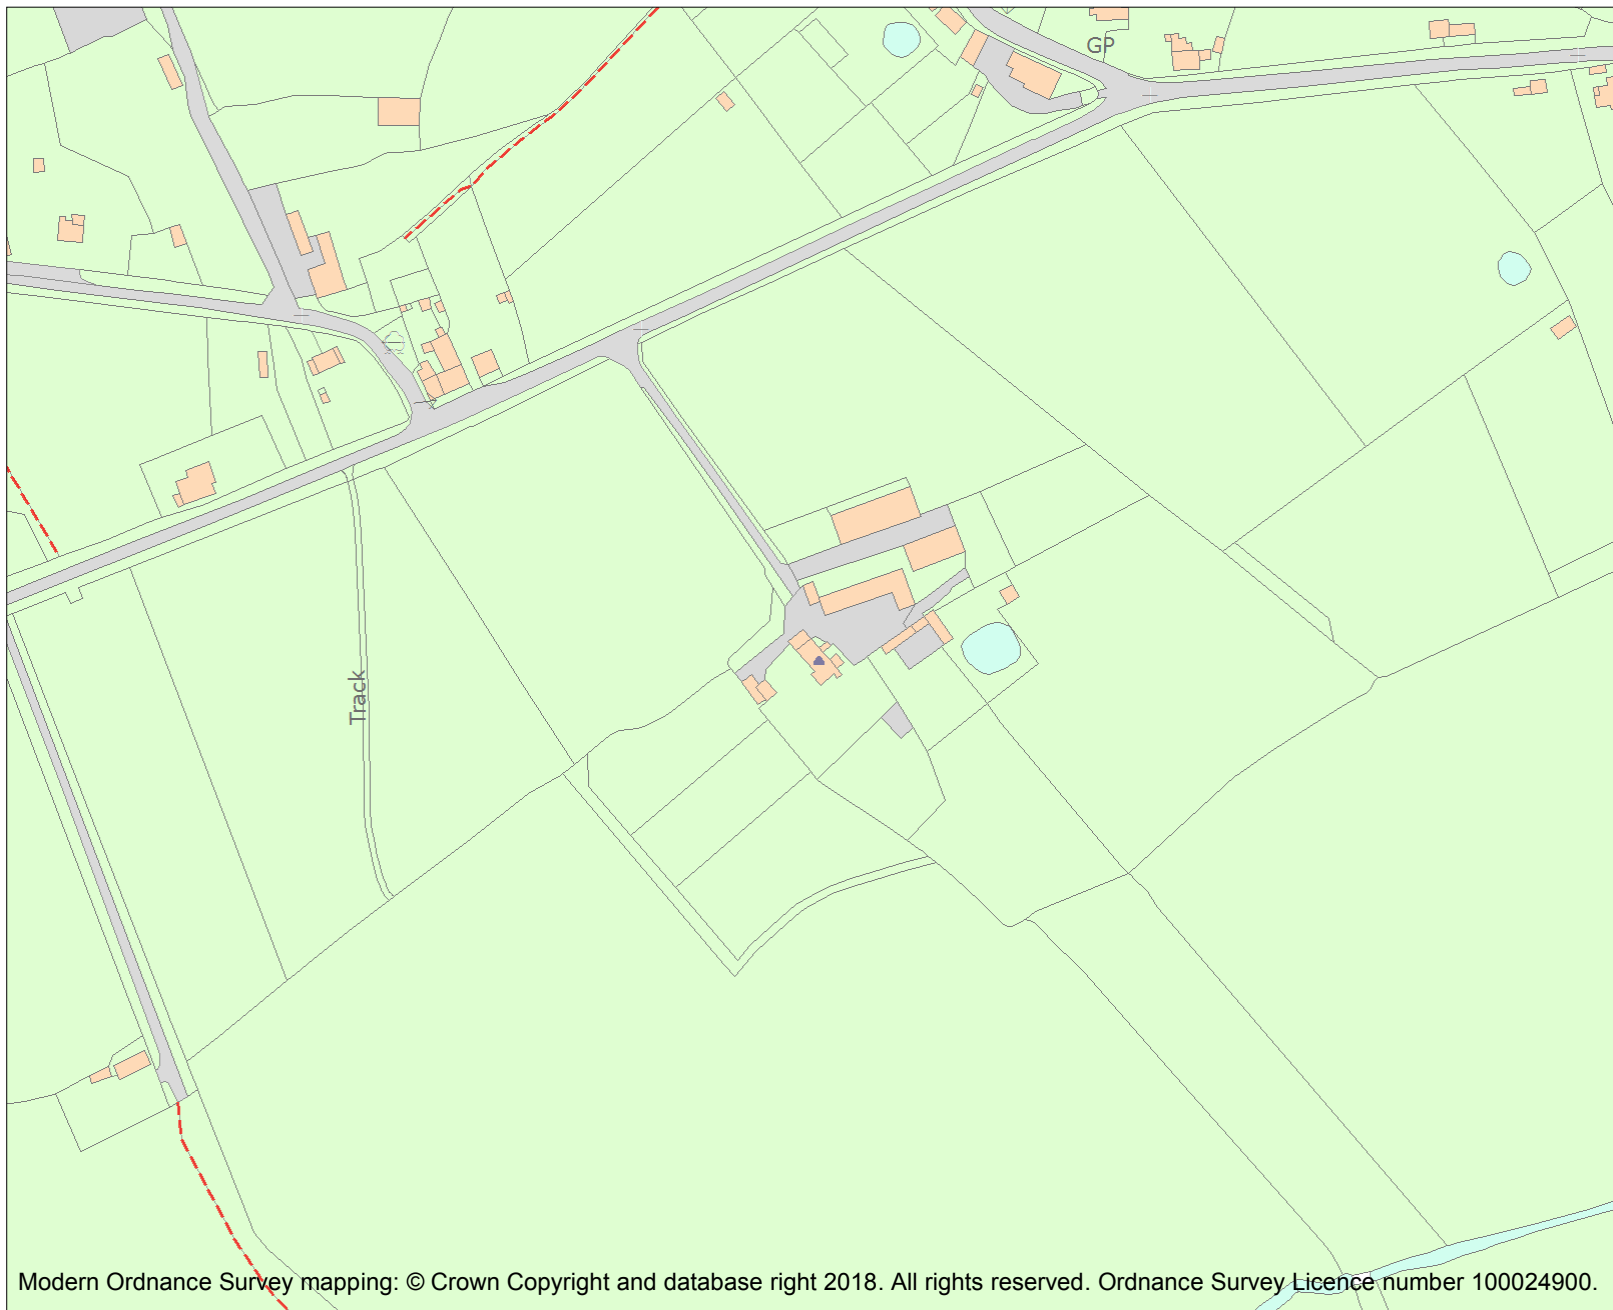 GP
Track
Modern Ordnance Survey mapping: © Crown Copyright and database right 2018. All rights reserved. Ordnance Survey Licence number 100024900.